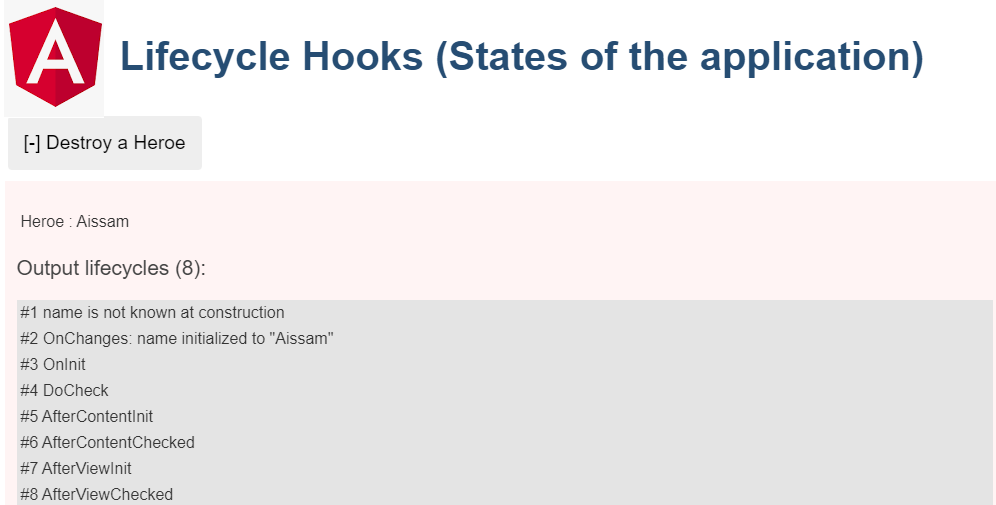 A
Lifecycle Hooks (States of the application)
[-] Destroy a Heroe
Heroe : Aissam
Output lifecycles (8):
#1 name is not known at construction
#2 OnChanges: name initialized to "Aissam"
#3 OnInit
#4 DoCheck
#5 AfterContentInit
#6 AfterContentChecked
#7 AfterViewInit
#8 AfterViewChecked